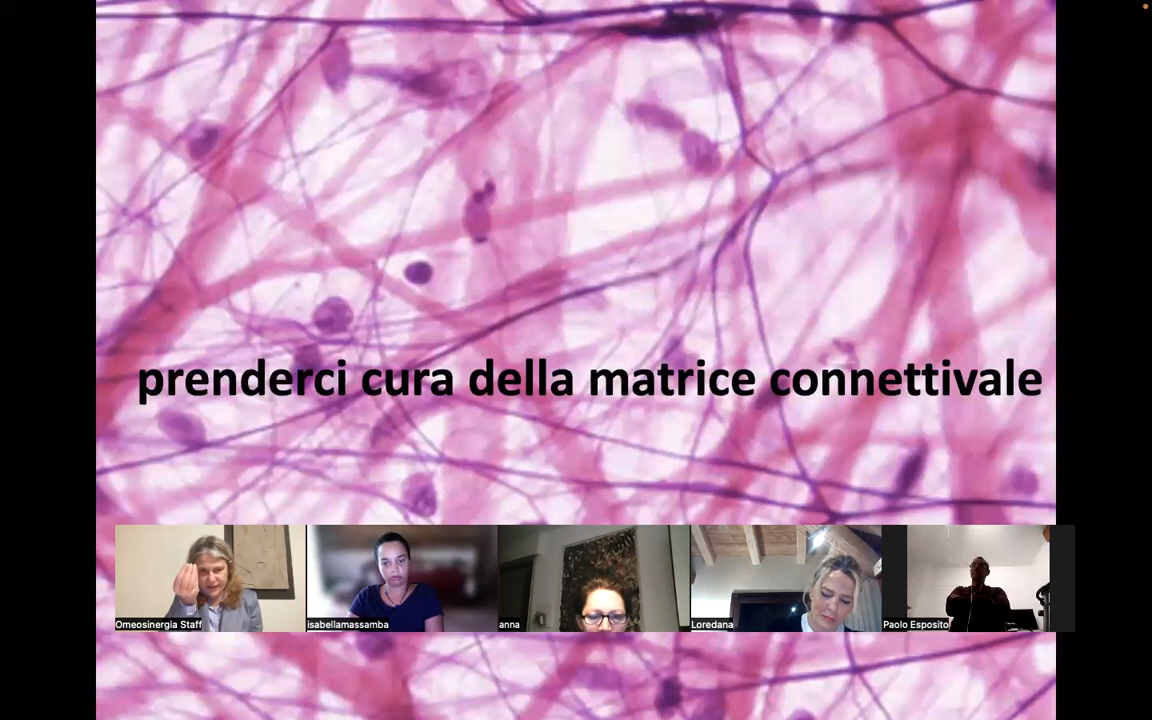 prenderci cura della matrice connettivale
Omeosinergia Staff
isabellamassamba
anna
Loredana
Paolo Esposito